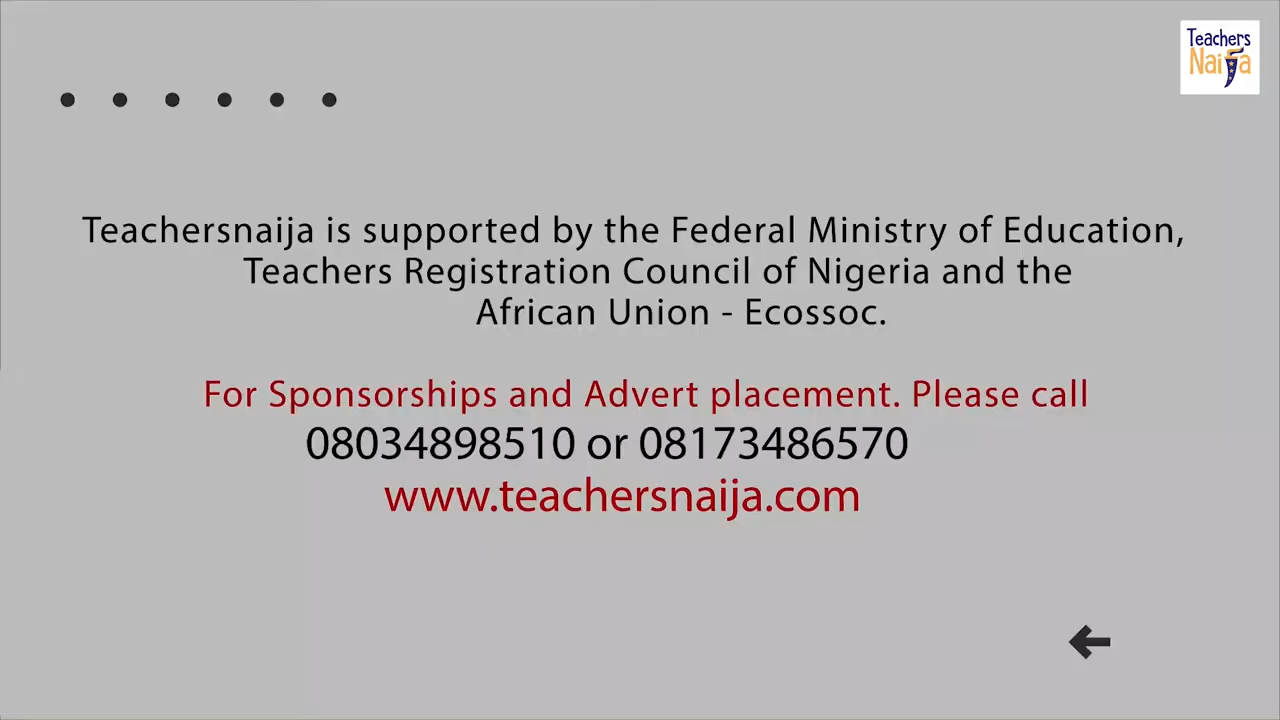 Teachers
Naija
Teachersnaija is supported by the Federal Ministry of Education,
Teachers Registration Council of Nigeria and the
African Union - Ecossoc.
For Sponsorships and Advert placement. Please call
08034898510 or 08173486570
www.teachersnaija.com